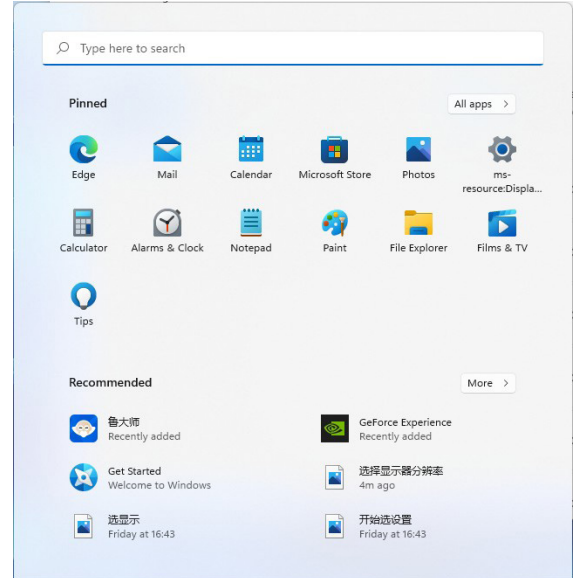 Type here to search
Pinned
All apps >
Edge
Mail
Calendar
Microsoft Store
Photos
ms-
resource:Displa...
Calculator
Alarms & Clock
Notepad
Paint
File Explorer
Films & TV
Tips
Recommended
More >
鲁大师
Recently added
GeForce Experience
Recently added
Get Started
Welcome to Windows
选择显示器分辨率
4m ago
选显示
Friday at 16:43
开始选设置
Friday at 16:43